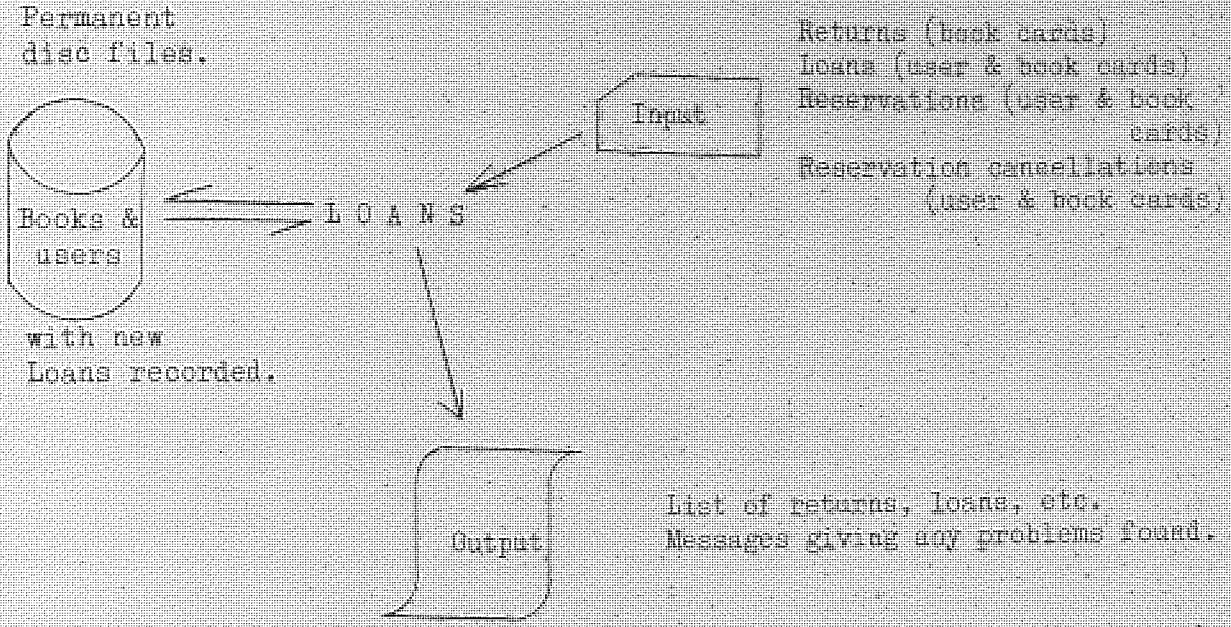 Permanent
disc files.
Returns (book cards)
Loans (user & book cards)
Reservations (user & book
cards)
Reservation cancellations
(user & book cards)
Input
L O A N S
Books &
users
with new
Loans recorded.
List of returns, loans, etc.
Messages giving any problems found.
Output